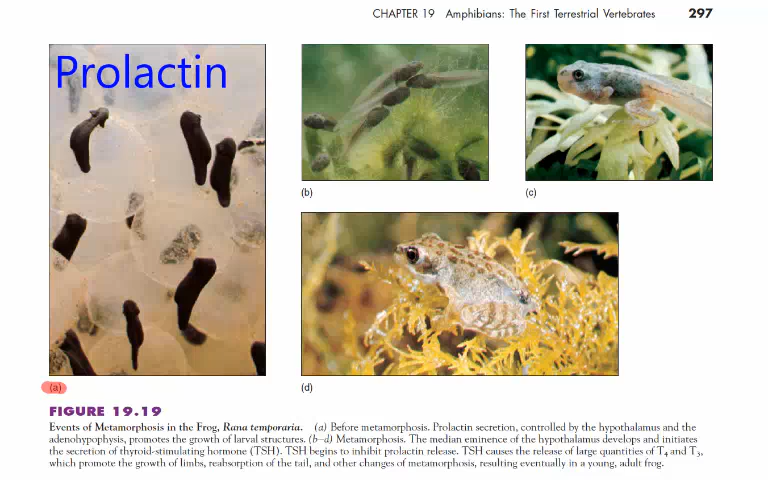 CHAPTER 19 Amphibians: The First Terrestrial Vertebrates 297
Prolactin
(b)
(c)
(a)
(d)
FIGURE 19.19
Events of Metamorphosis in the Frog, Rana temporaria. (a) Before metamorphosis. Prolactin secretion, controlled by the hypothalamus and the
adenohypophysis, promotes the growth of larval structures. (b–d) Metamorphosis. The median eminence of the hypothalamus develops and initiates
the secretion of thyroid-stimulating hormone (TSH). TSH begins to inhibit prolactin release. TSH causes the release of large quantities of T4 and T3,
which promote the growth of limbs, reabsorption of the tail, and other changes of metamorphosis, resulting eventually in a young, adult frog.